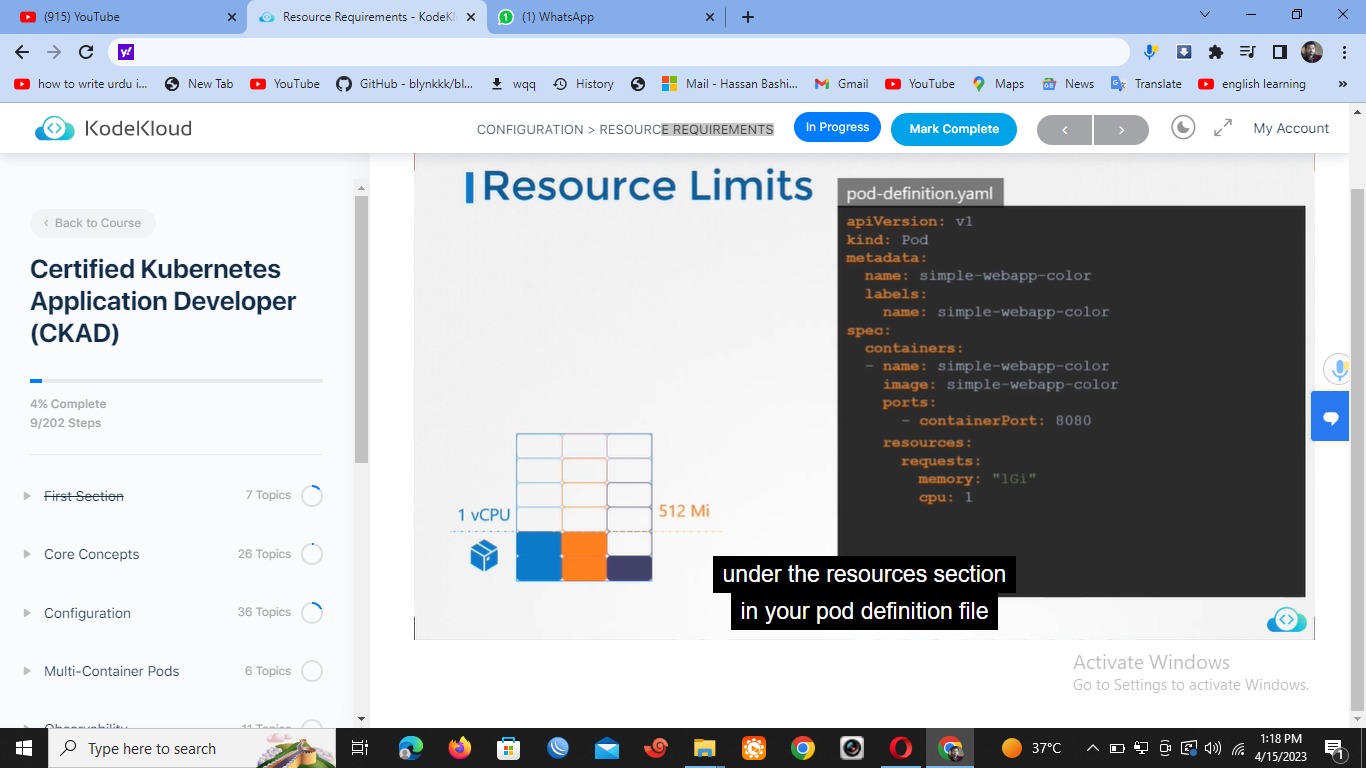 (915) YouTube
Resource Requirements - KodeKl
(1) WhatsApp
how to write urdu i...
New Tab
YouTube
GitHub - blynkkk/bl...
wqq
History
Mail - Hassan Bashi...
Gmail
YouTube
Maps
News
Translate
english learning
»
KodeKloud
CONFIGURATION > RESOURCE REQUIREMENTS
In Progress
Mark Complete
My Account
Back to Course
Certified Kubernetes
Application Developer
(CKAD)
4% Complete
9/202 Steps
First Section
7 Topics
Core Concepts
26 Topics
Configuration
36 Topics
Multi-Container Pods
6 Topics
Observability
11 Topics
Resource Limits
1 vCPU
512 Mi
pod-definition.yaml
apiVersion: v1
kind: Pod
metadata:
name: simple-webapp-color
labels:
name: simple-webapp-color
spec:
containers:
- name: simple-webapp-color
image: simple-webapp-color
ports:
- containerPort: 8080
resources:
requests:
memory: "1Gi"
cpu: 1
under the resources section
in your pod definition file
Activate Windows
Go to Settings to activate Windows.
Type here to search
37°C
1:18 PM
4/15/2023
1